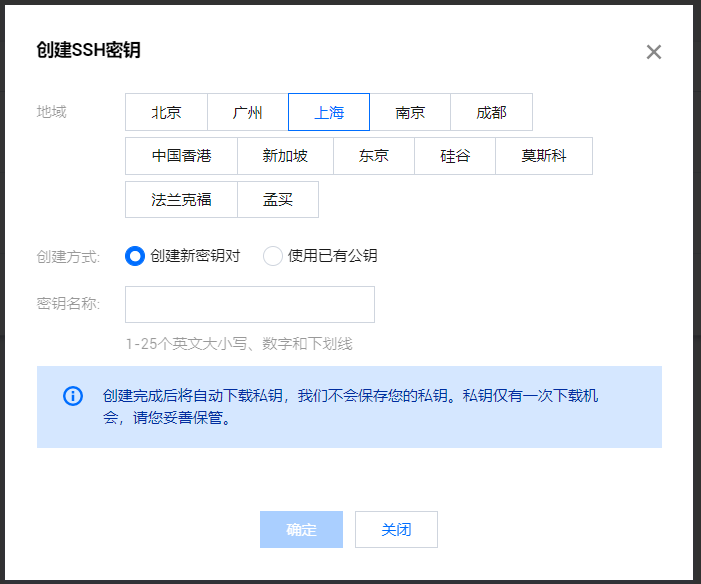 创建SSH密钥
地域 北京 广州 上海 南京 成都
中国香港 新加坡 东京 硅谷 莫斯科
法兰克福 孟买
创建方式: 创建新密钥对 使用已有公钥
密钥名称:
1-25个英文大小写、数字和下划线
创建完成后将自动下载私钥，我们不会保存您的私钥。私钥仅有一次下载机
会，请您妥善保管。
确定 关闭